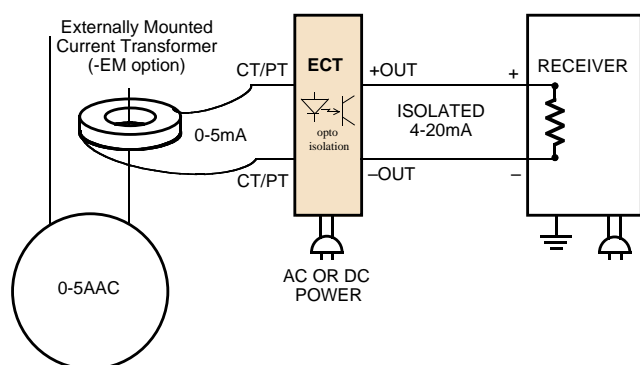 Externally Mounted
Current Transformer
(-EM option)
CT/PT
ECT
+OUT
+
RECEIVER
0-5mA
opto
isolation
ISOLATED
4-20mA
CT/PT
–OUT
–
0-5AAC
AC OR DC
POWER